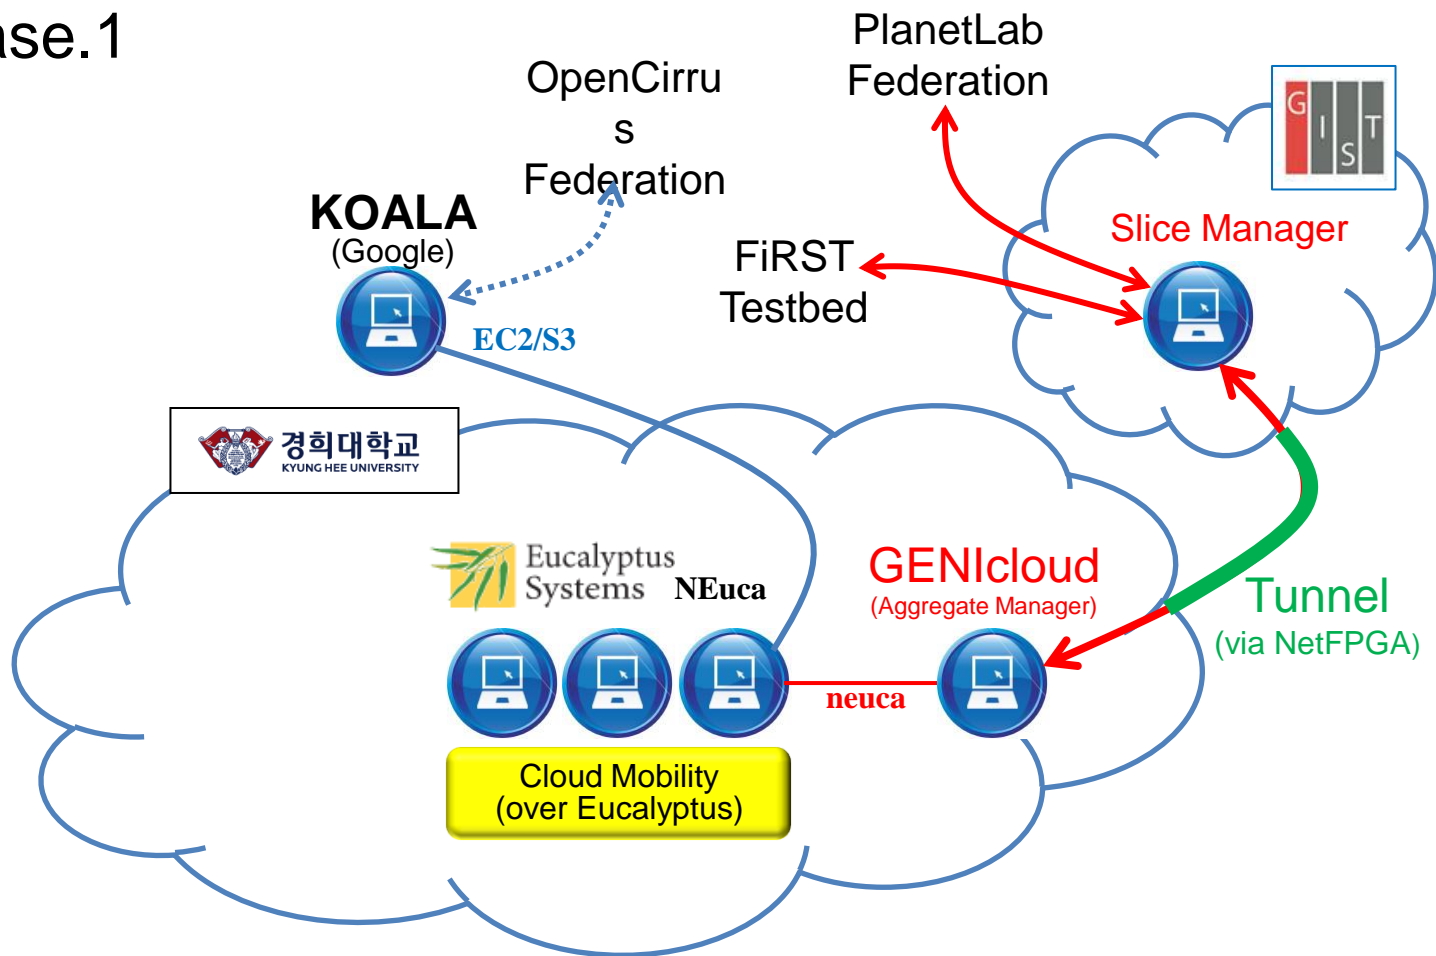 ase.1
PlanetLab
Federation
OpenCirru
s
Federation
G
I
S
T
KOALA
(Google)
Slice Manager
FiRST
Testbed
EC2/S3
경희대학교
KYUNG HEE UNIVERSITY
Eucalyptus
Systems
NEuca
GENIcloud
(Aggregate Manager)
Tunnel
(via NetFPGA)
neuca
Cloud Mobility
(over Eucalyptus)